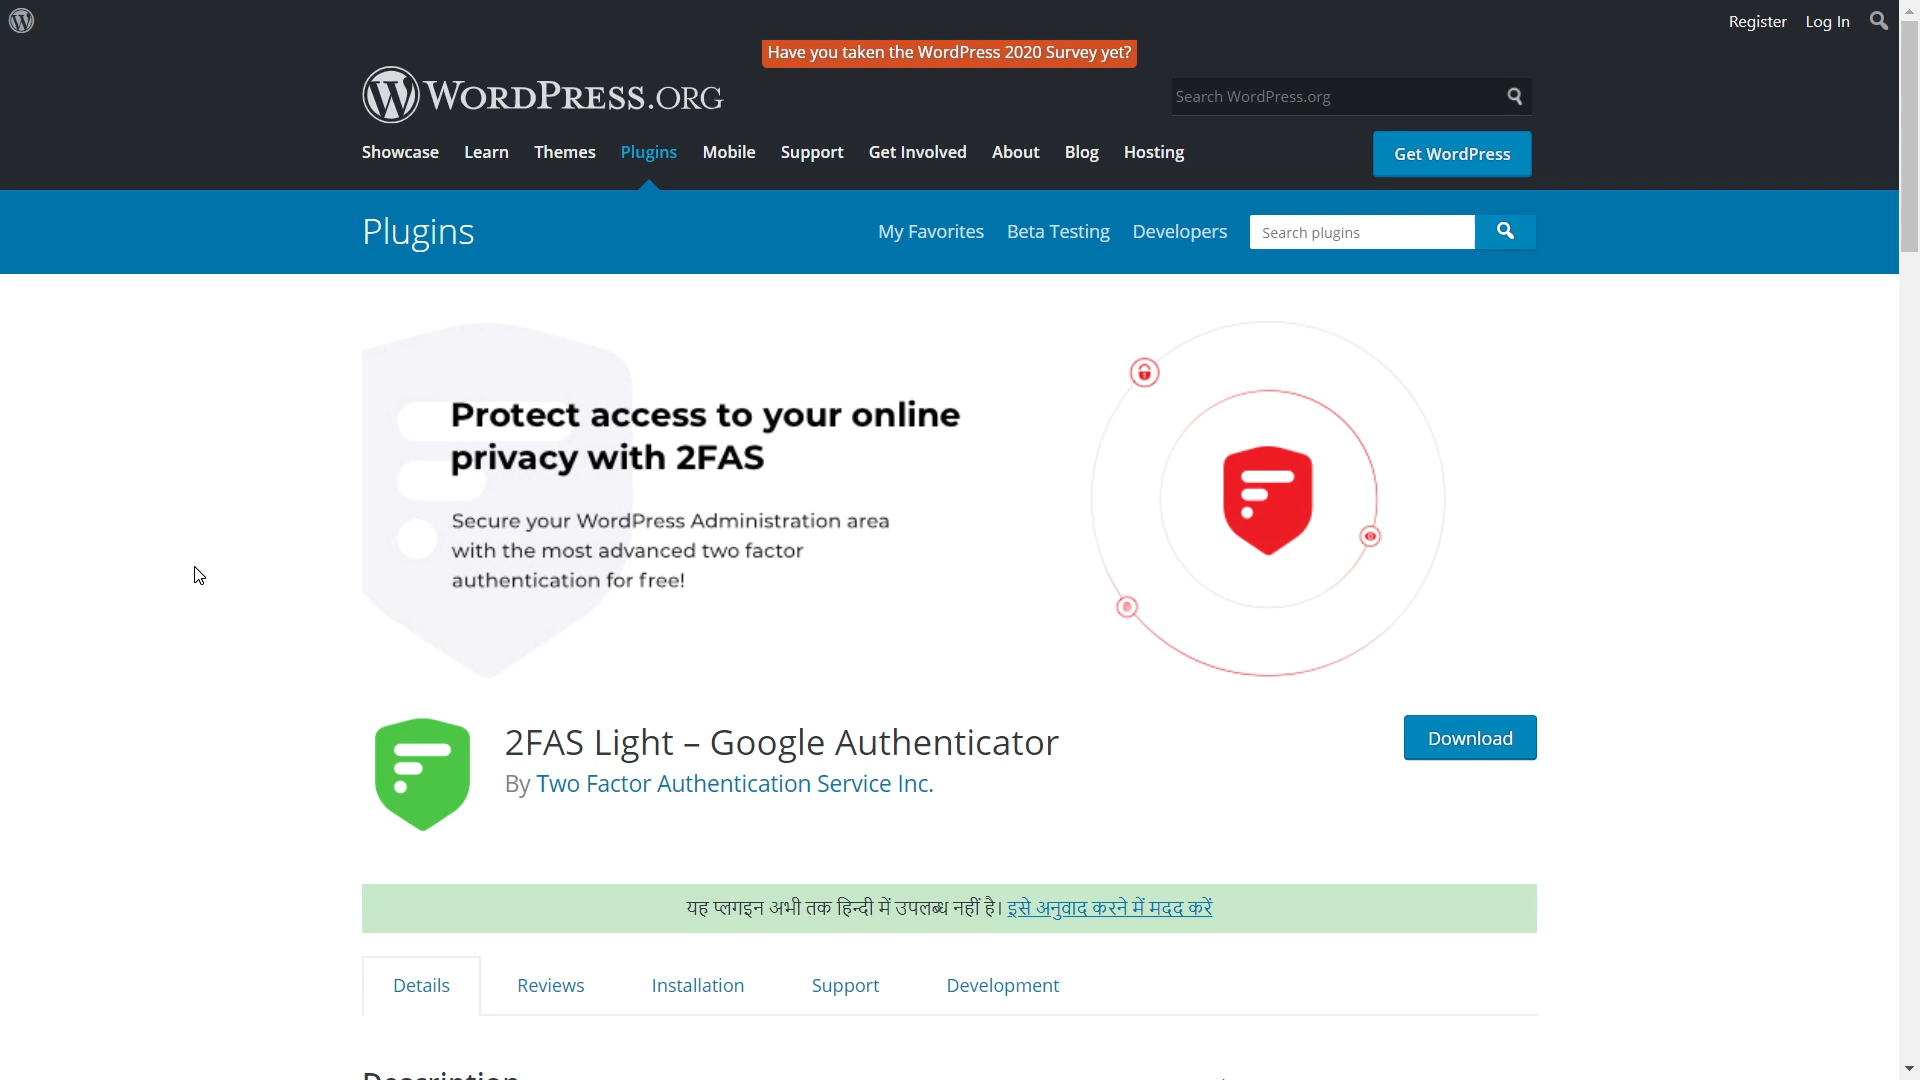 Register Log In
Have you taken the WordPress 2020 Survey yet?
WORDPRESS.ORG
Search WordPress.org
Showcase Learn Themes Plugins Mobile Support Get Involved About Blog Hosting
Get WordPress
Plugins
My Favorites Beta Testing Developers
Search plugins
Protect access to your online
privacy with 2FAS
Secure your WordPress Administration area
with the most advanced two factor
authentication for free!
2FAS Light – Google Authenticator
By Two Factor Authentication Service Inc.
Download
यह प्लगइन अभी तक हिन्दी में उपलब्ध नहीं है। इसे अनुवाद करने में मदद करें
Details Reviews Installation Support Development
Description